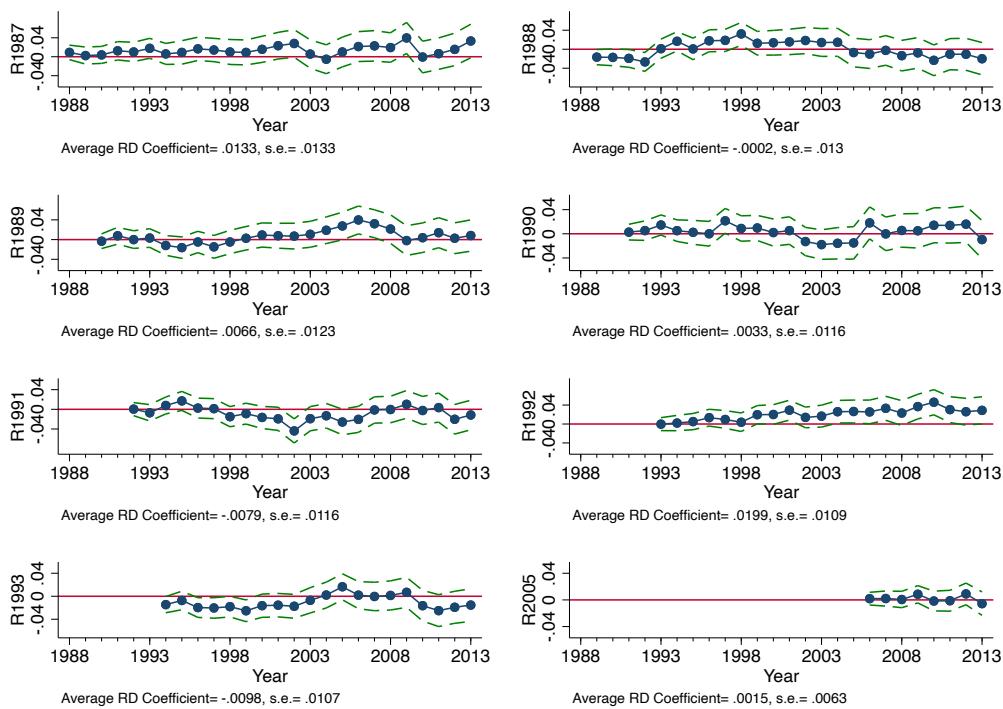 R1987
-.04 0 .04
1988 1993 1998 2003 2008 2013
Year
Average RD Coefficient= .0133, s.e.= .0133
R1988
-.04 0 .04
1988 1993 1998 2003 2008 2013
Year
Average RD Coefficient= -.0002, s.e.= .013
R1989
-.04 0 .04
1988 1993 1998 2003 2008 2013
Year
Average RD Coefficient= .0066, s.e.= .0123
R1990
-.04 0 .04
1988 1993 1998 2003 2008 2013
Year
Average RD Coefficient= .0033, s.e.= .0116
R1991
-.04 0 .04
1988 1993 1998 2003 2008 2013
Year
Average RD Coefficient= -.0079, s.e.= .0116
R1992
-.04 0 .04
1988 1993 1998 2003 2008 2013
Year
Average RD Coefficient= .0199, s.e.= .0109
R1993
-.04 0 .04
1988 1993 1998 2003 2008 2013
Year
Average RD Coefficient= -.0098, s.e.= .0107
R2005
-.04 0 .04
1988 1993 1998 2003 2008 2013
Year
Average RD Coefficient= .0015, s.e.= .0063